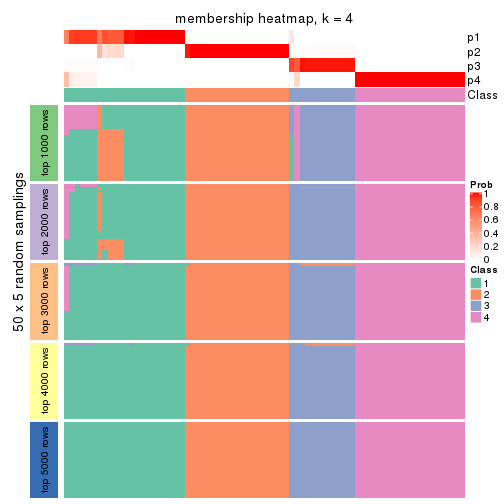 membership heatmap, k = 4
p1
p2
p3
p4
Class
50 x 5 random samplings
top 1000 rows
top 2000 rows
top 3000 rows
top 4000 rows
top 5000 rows
Prob
1
0.8
0.6
0.4
0.2
0
Class
1
2
3
4